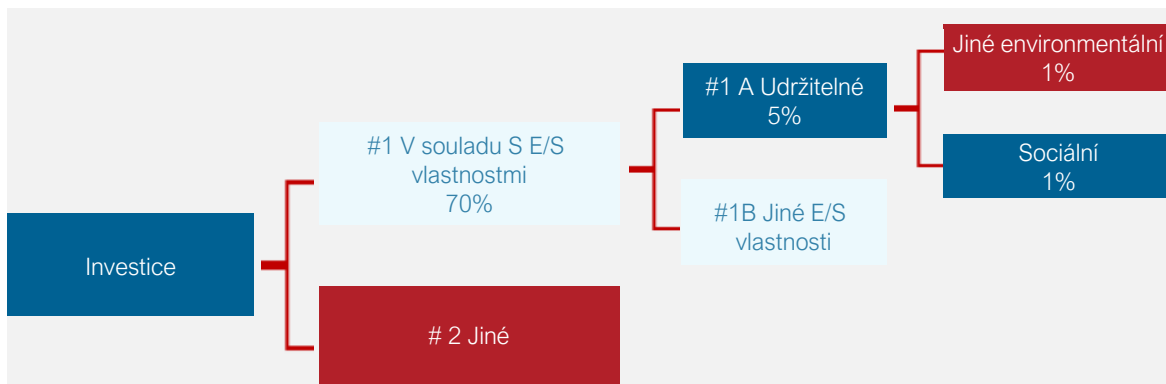 Investice
#1 V souladu S E/S
vlastnostmi
70%
# 2 Jiné
#1 A Udržitelné
5%
#1B Jiné E/S
vlastnosti
Jiné environmentální
1%
Sociální
1%